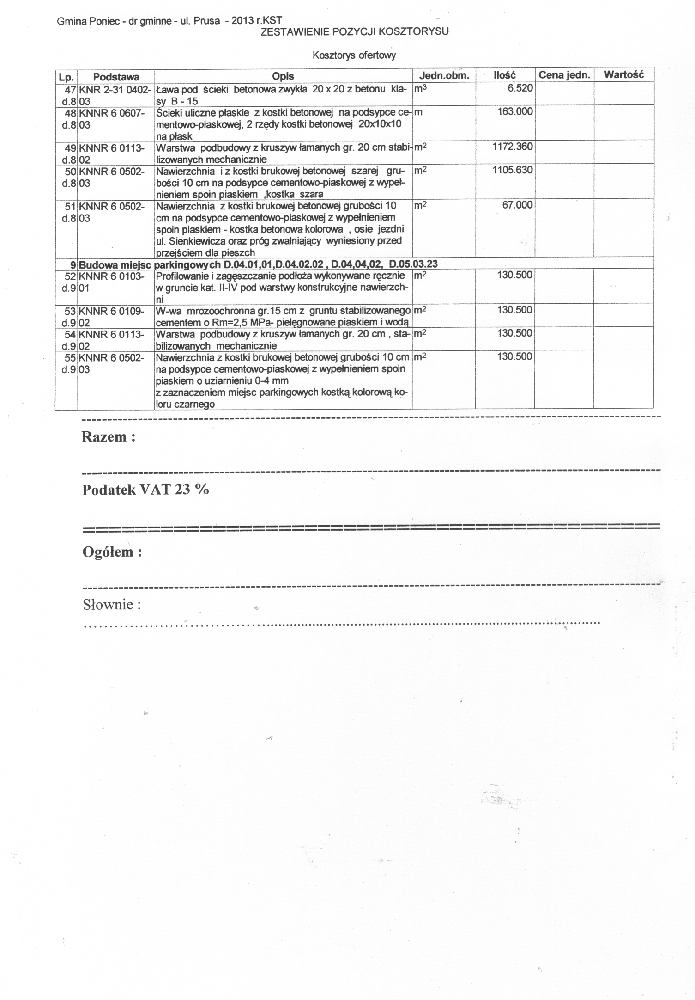 Gmina Poniec - dr gminne - ul. Prusa - 2013 r.KST
ZESTAWIENIE POZYCJI KOSZTORYSU
Kosztorys ofertowy
Lp. Podstawa Opis Jedn.obm. Ilość Cena jedn. Wartość
47 KNR 2-31 0402- Ława pod ścieki betonowa zwykła 20 x 20 z betonu kla- m3 6.520
d.8 03 sy B - 15
48 KNNR 6 0607- Ścieki uliczne płaskie z kostki betonowej na podsypce ce- m 163.000
d.8 03 mentowo-piaskowej, 2 rzędy kostki betonowej 20x10x10
na płask
49 KNNR 6 0113- Warstwa podbudowy z kruszyw łamanych gr. 20 cm stabi- m2 1172.360
d.8 02 lizowanych mechanicznie
50 KNNR 6 0502- Nawierzchnia i z kostki brukowej betonowej szarej gru- m2 1105.630
d.8 03 bości 10 cm na podsypce cementowo-piaskowej z wypeł-
nieniem spoin piaskiem ,kostka szara
51 KNNR 6 0502- Nawierzchnia z kostki brukowej betonowej grubości 10 m2 67.000
d.8 03 cm na podsypce cementowo-piaskowej z wypełnieniem
spoin piaskiem - kostka betonowa kolorowa , osie jezdni
ul. Sienkiewicza oraz próg zwalniający wyniesiony przed
przejściem dla pieszch
9 Budowa miejsc parkingowych D.04.01,01,D.04.02.02 , D.04,04,02, D.05.03.23
52 KNNR 6 0103- Profilowanie i zagęszczanie podłoża wykonywane ręcznie m2 130.500
d.9 01 w gruncie kat. II-IV pod warstwy konstrukcyjne nawierzch-
ni
53 KNNR 6 0109- W-wa mrozoochronna gr.15 cm z gruntu stabilizowanego m2 130.500
d.9 02 cementem o Rm=2,5 MPa- pielęgnowane piaskiem i wodą
54 KNNR 6 0113- Warstwa podbudowy z kruszyw łamanych gr. 20 cm , sta- m2 130.500
d.9 02 bilizowanych mechanicznie
55 KNNR 6 0502- Nawierzchnia z kostki brukowej betonowej grubości 10 cm m2 130.500
d.9 03 na podsypce cementowo-piaskowej z wypełnieniem spoin
piaskiem o uziarnieniu 0-4 mm
z zaznaczeniem miejsc parkingowych kostką kolorową ko-
loru czarnego
Razem :
Podatek VAT 23 %
Ogółem :
Słownie :